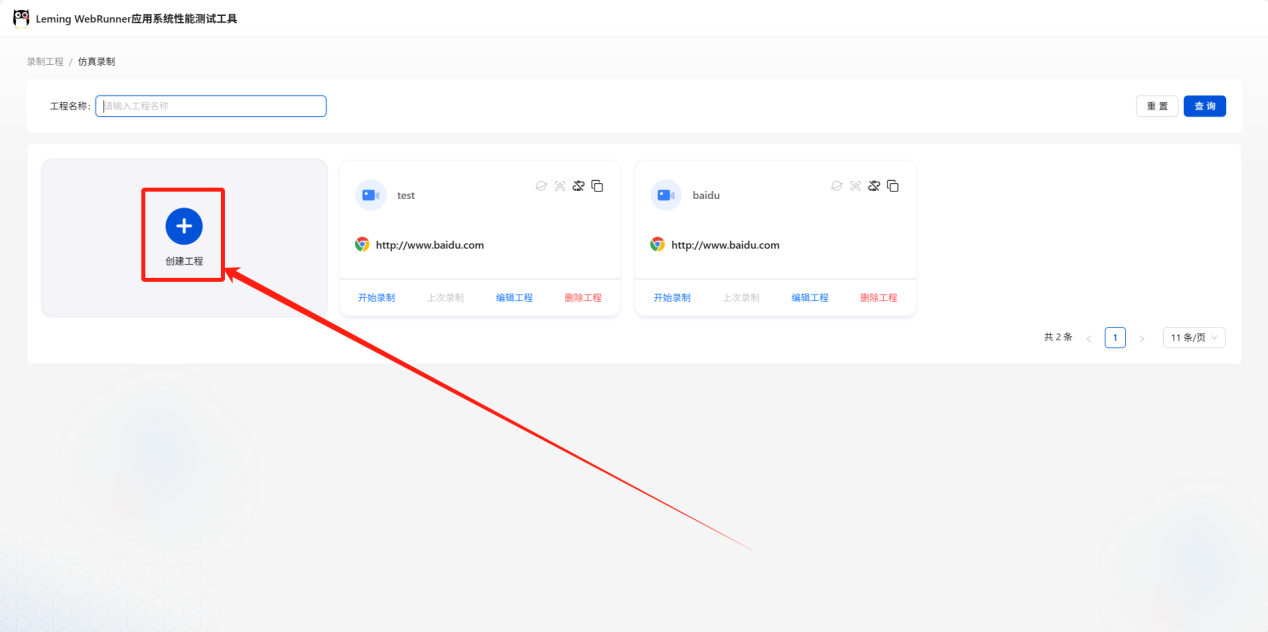 Leming WebRunner应用系统性能测试工具
录制工程 / 仿真录制
工程名称: 请输入工程名称 重 置 查 询
创建工程
test
http://www.baidu.com
开始录制 上次录制 编辑工程 删除工程
baidu
http://www.baidu.com
开始录制 上次录制 编辑工程 删除工程
共 2 条 < 1 > 11 条/页